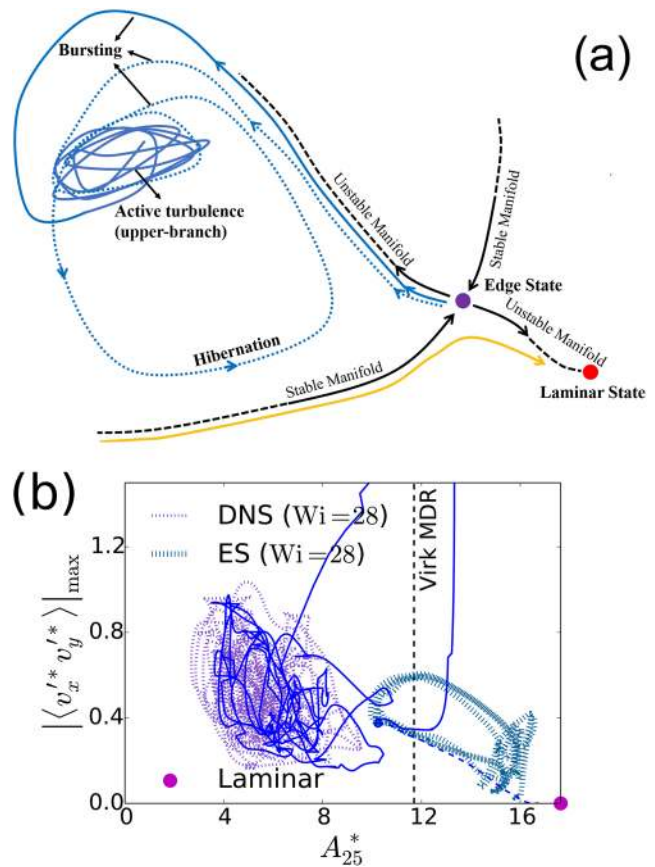 (a)
Bursting
Active turbulence
(upper-branch)
Hibernation
Unstable Manifold
Stable Manifold
Edge State
Unstable Manifold
Stable Manifold
Laminar State
(b)
DNS (Wi=28)
ES (Wi=28)
Virk MDR
Laminar
|⟨v′*ₓ v′*ᵧ⟩|max
1.2
0.8
0.4
0.0
0 4 8 12 16
A₂₅*